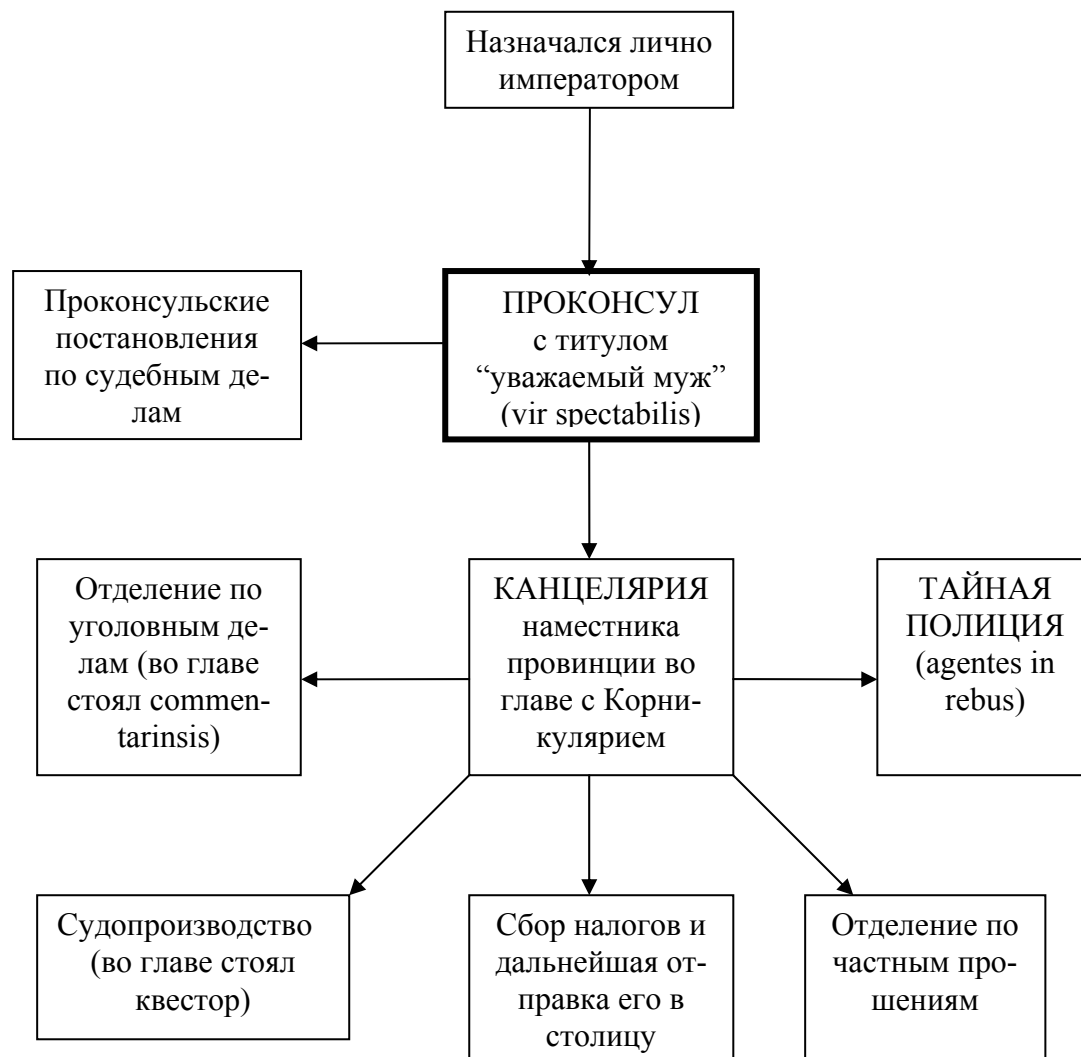 Назначался лично
императором
Проконсульские
постановления
по судебным де-
лам
ПРОКОНСУЛ
с титулом
“уважаемый муж”
(vir spectabilis)
Отделение по
уголовным де-
лам (во главе
стоял commen-
tarinsis)
КАНЦЕЛЯРИЯ
наместника
провинции во
главе с Корни-
кулярием
ТАЙНАЯ
ПОЛИЦИЯ
(agentes in
rebus)
Судопроизводство
(во главе стоял
квестор)
Сбор налогов и
дальнейшая от-
правка его в
столицу
Отделение по
частным про-
шениям